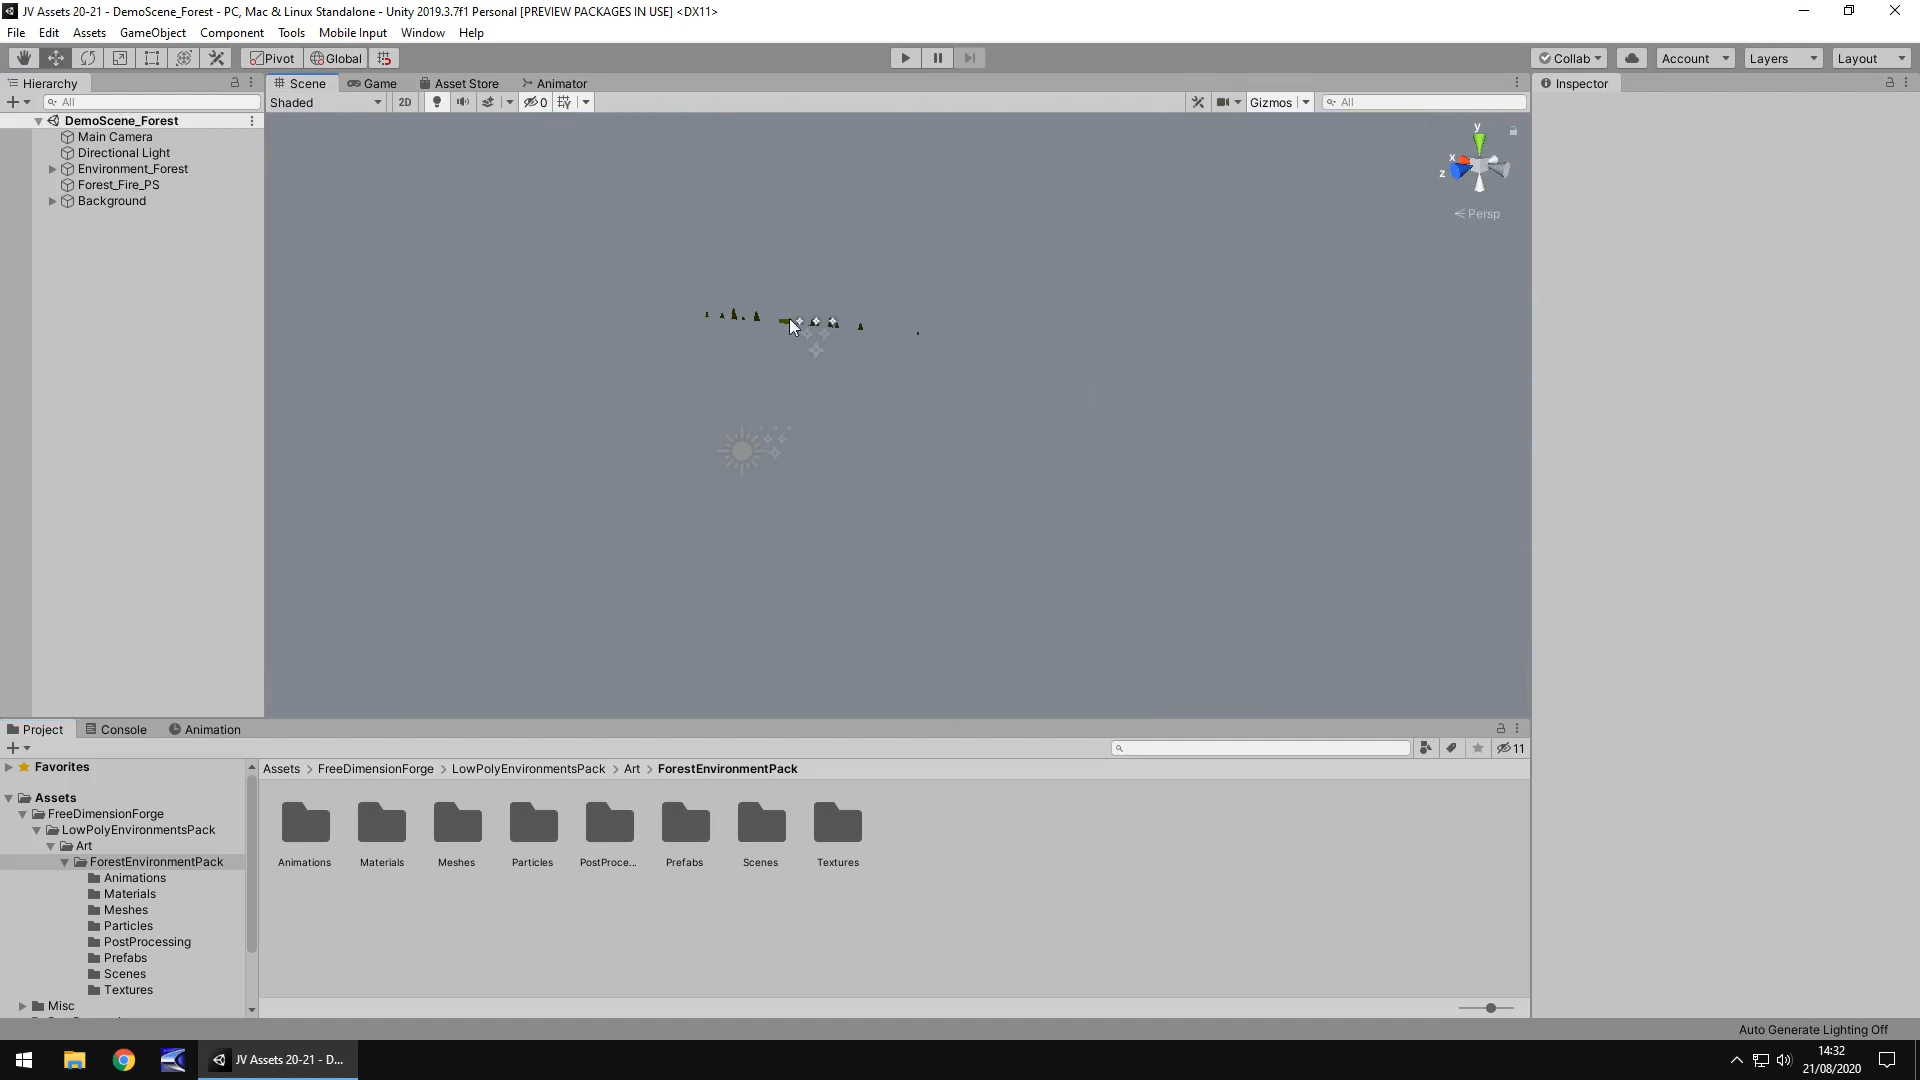 JV Assets 20-21 - DemoScene_Forest - PC, Mac & Linux Standalone - Unity 2019.3.7f1 Personal [PREVIEW PACKAGES IN USE] <DX11>
File Edit Assets GameObject Component Tools Mobile Input Window Help
Pivot Global Collab Account Layers Layout
Hierarchy Scene Game Asset Store Animator Inspector
All Shaded 2D 0 Gizmos All
DemoScene_Forest
Main Camera
Directional Light
Environment_Forest
Forest_Fire_PS
Background
y
x
z
Persp
Project Console Animation
11
Favorites
Assets > FreeDimensionForge > LowPolyEnvironmentsPack > Art > ForestEnvironmentPack
Assets
FreeDimensionForge
LowPolyEnvironmentsPack
Art
ForestEnvironmentPack
Animations
Materials
Meshes
Particles
PostProcessing
Prefabs
Scenes
Textures
Misc
Animations Materials Meshes Particles PostProce... Prefabs Scenes Textures
Auto Generate Lighting Off
JV Assets 20-21 - D...
14:32
21/08/2020